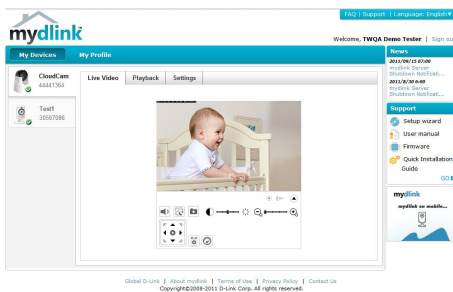 FAQ | Support | Language: English
mydlink
Welcome, TWQA Demo Tester | Sign ou
My Devices
My Profile
CloudCam
44441364
Test1
30567086
Live Video
Playback
Settings
News
2011/09/15 07:00
mydlink Server
Shutdown Notificati...
2011/8/30 6:00
mydlink Server
Shutdown Notificati...
Support
Setup wizard
User manual
Firmware
Quick Installation
Guide
GO
mydlink
mydlink on mobile...
Global D-Link | About mydlink | Terms of Use | Privacy Policy | Contact Us
Copyright©2008-2011 D-Link Corp. All rights reserved.